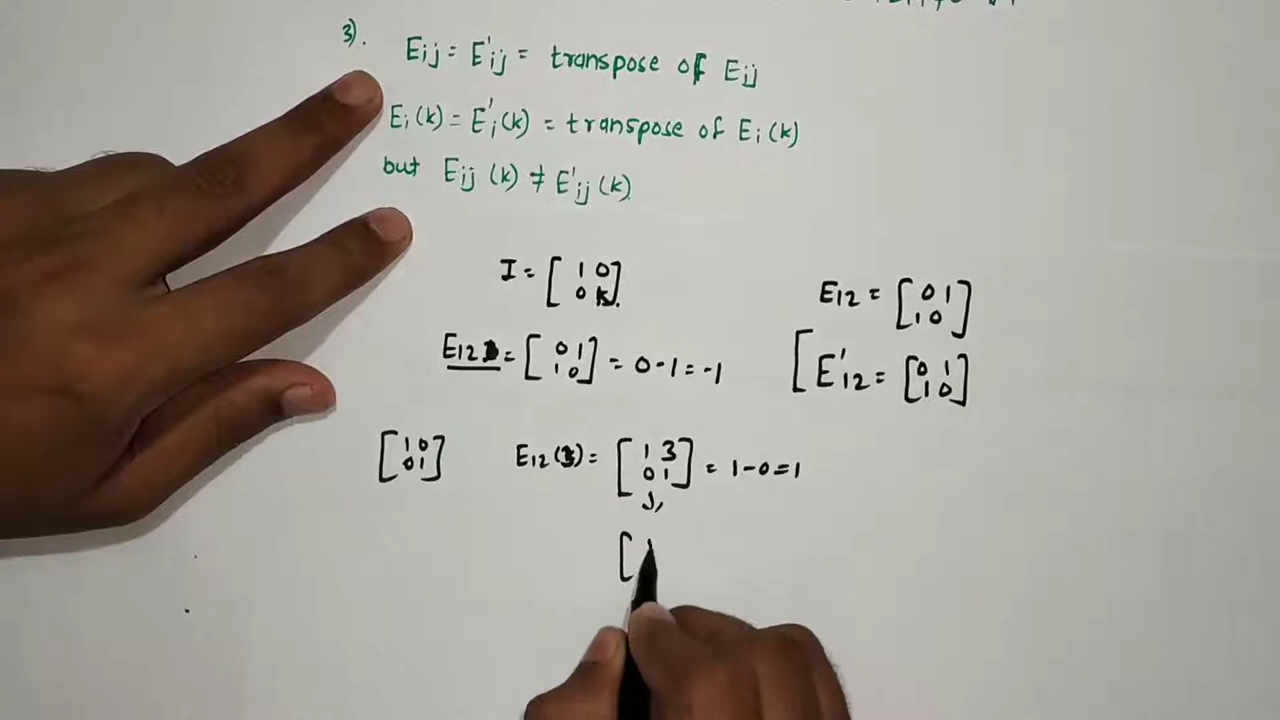 3).
Eij = E'ij = transpose of Eij
Ei(k) = E'i(k) = transpose of Ei(k)
but Eij (k) ≠ E'ij (k).
I = [ 1 0
0 k].
E12 = [ 0 1
1 0 ]
E12 = [ 0 1
1 0 ] = 0-1 = -1
[ E'12 = [ 0 1
1 0 ]
[ 1 0
0 1 ]
E12(3) = [ 1 3
0 1 ] = 1-0=1
[ 1